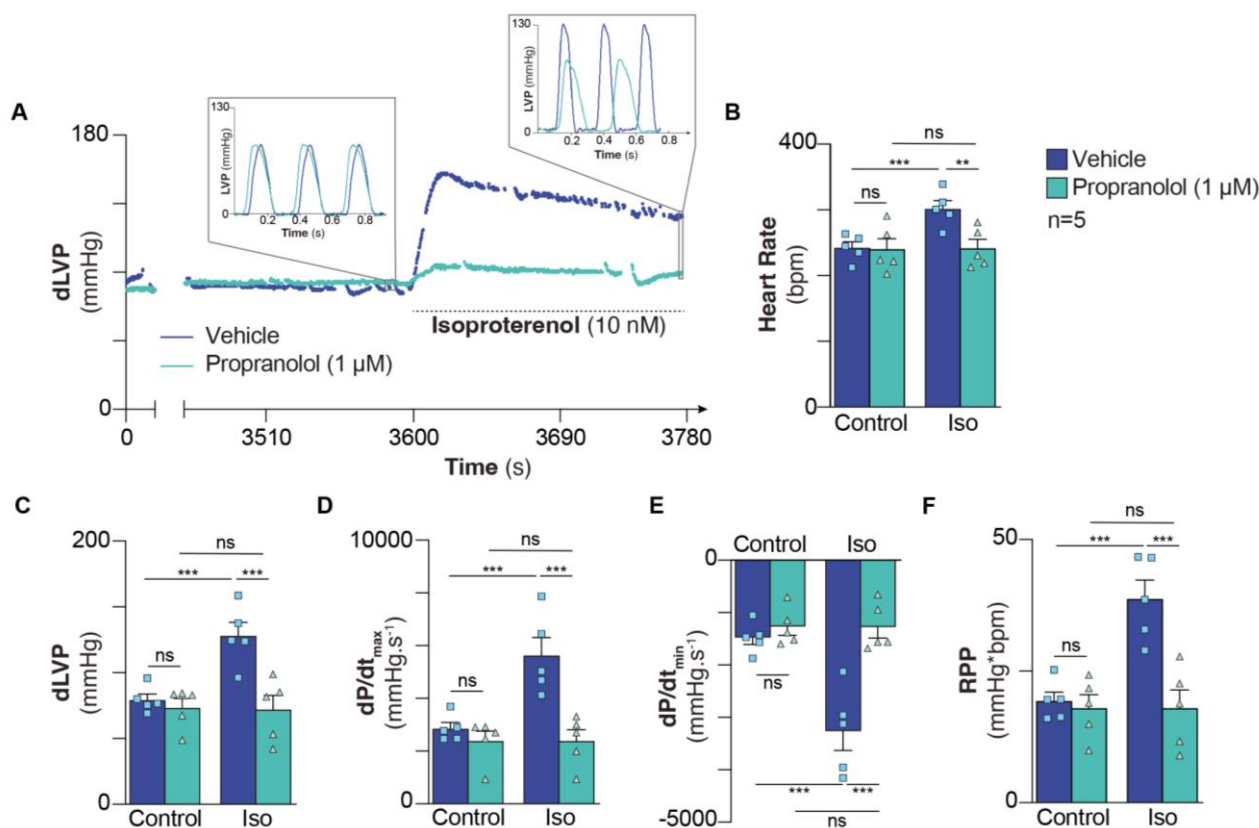 A
180
dLVP
(mmHg)
0
130
LVP (mmHg)
0
0.2 0.4 0.6 0.8
Time (s)
130
LVP (mmHg)
0
0.2 0.4 0.6 0.8
Time (s)
Isoproterenol (10 nM)
Vehicle
Propranolol (1 µM)
0 3510 3600 3690 3780
Time (s)
B
400
Heart Rate
(bpm)
0
ns
*** **
ns
Control Iso
Vehicle
Propranolol (1 µM)
n=5
C
200
dLVP
(mmHg)
0
ns
*** ***
ns
Control Iso
D
10000
dP/dtmax
(mmHg.s-1)
0
ns
*** ***
ns
Control Iso
E
Control Iso
0
dP/dtmin
(mmHg.s-1)
-5000
ns
*** ***
ns
F
50
RPP
(mmHg*bpm)
0
ns
*** ***
ns
Control Iso